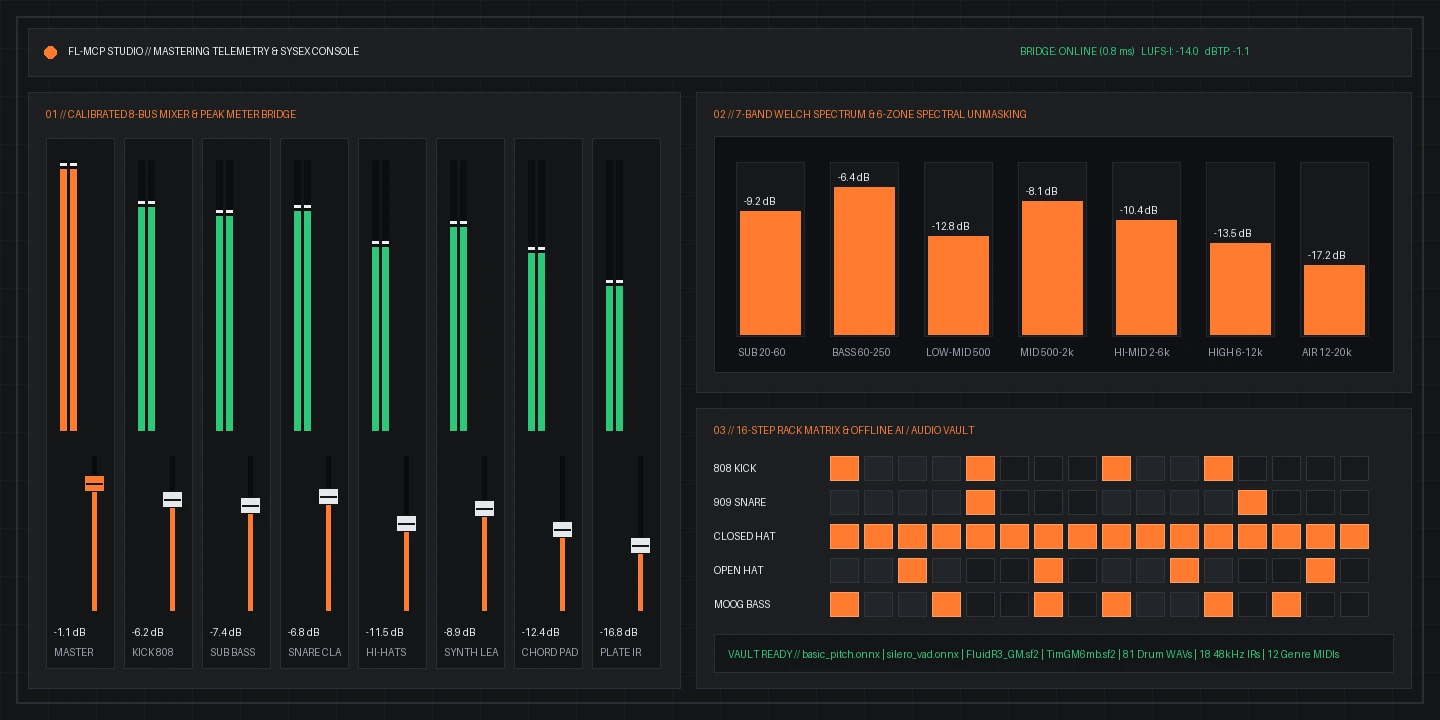 FL-MCP STUDIO // MASTERING TELEMETRY & SYSEX CONSOLE
BRIDGE: ONLINE (0.8 ms) LUFS-I: -14.0 dBTP: -1.1
01 // CALIBRATED 8-BUS MIXER & PEAK METER BRIDGE
-1.1 dB -6.2 dB -7.4 dB -6.8 dB -11.5 dB -8.9 dB -12.4 dB -16.8 dB
MASTER KICK 808 SUB BASS SNARE CLA HI-HATS SYNTH LEA CHORD PAD PLATE IR
02 // 7-BAND WELCH SPECTRUM & 6-ZONE SPECTRAL UNMASKING
-9.2 dB -6.4 dB -12.8 dB -8.1 dB -10.4 dB -13.5 dB -17.2 dB
SUB 20-60 BASS 60-250 LOW-MID 500 MID 500-2k HI-MID 2-6k HIGH 6-12k AIR 12-20k
03 // 16-STEP RACK MATRIX & OFFLINE AI / AUDIO VAULT
808 KICK
909 SNARE
CLOSED HAT
OPEN HAT
MOOG BASS
VAULT READY // basic_pitch.onnx | silero_vad.onnx | FluidR3_GM.sf2 | TimGM6mb.sf2 | 81 Drum WAVs | 18 48kHz IRs | 12 Genre MIDIs